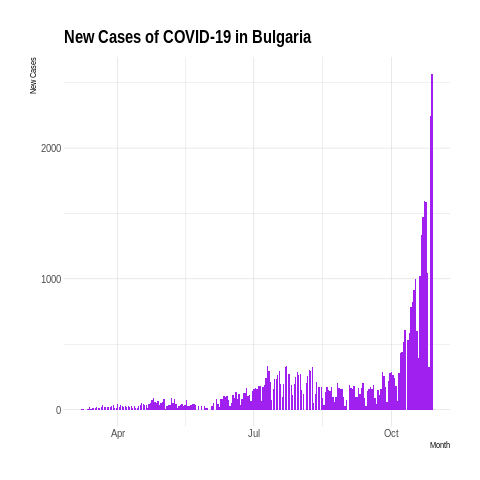 New Cases of COVID-19 in Bulgaria
New Cases
2000
1000
0
Apr
Jul
Oct
Month